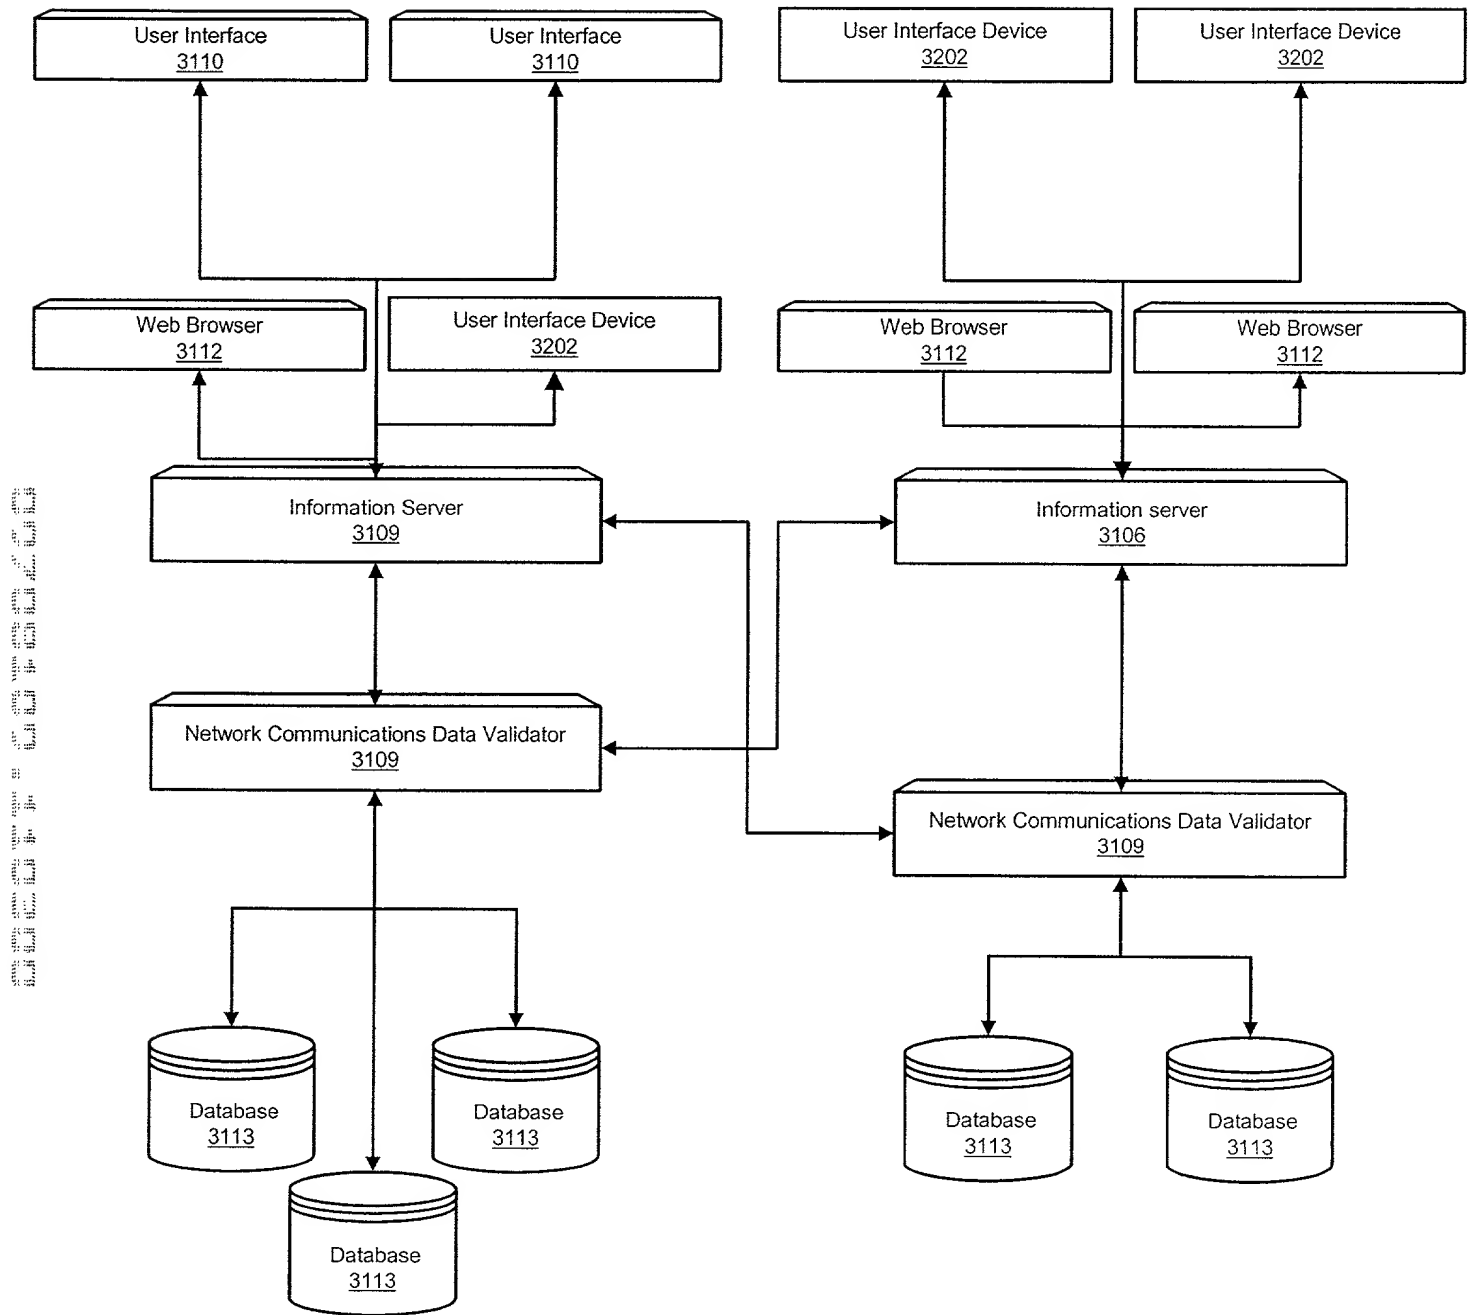 User Interface
3110
User Interface
3110
User Interface Device
3202
User Interface Device
3202
Web Browser
3112
User Interface Device
3202
Web Browser
3112
Web Browser
3112
Information Server
3109
Information server
3106
Network Communications Data Validator
3109
Network Communications Data Validator
3109
Database
3113
Database
3113
Database
3113
Database
3113
Database
3113